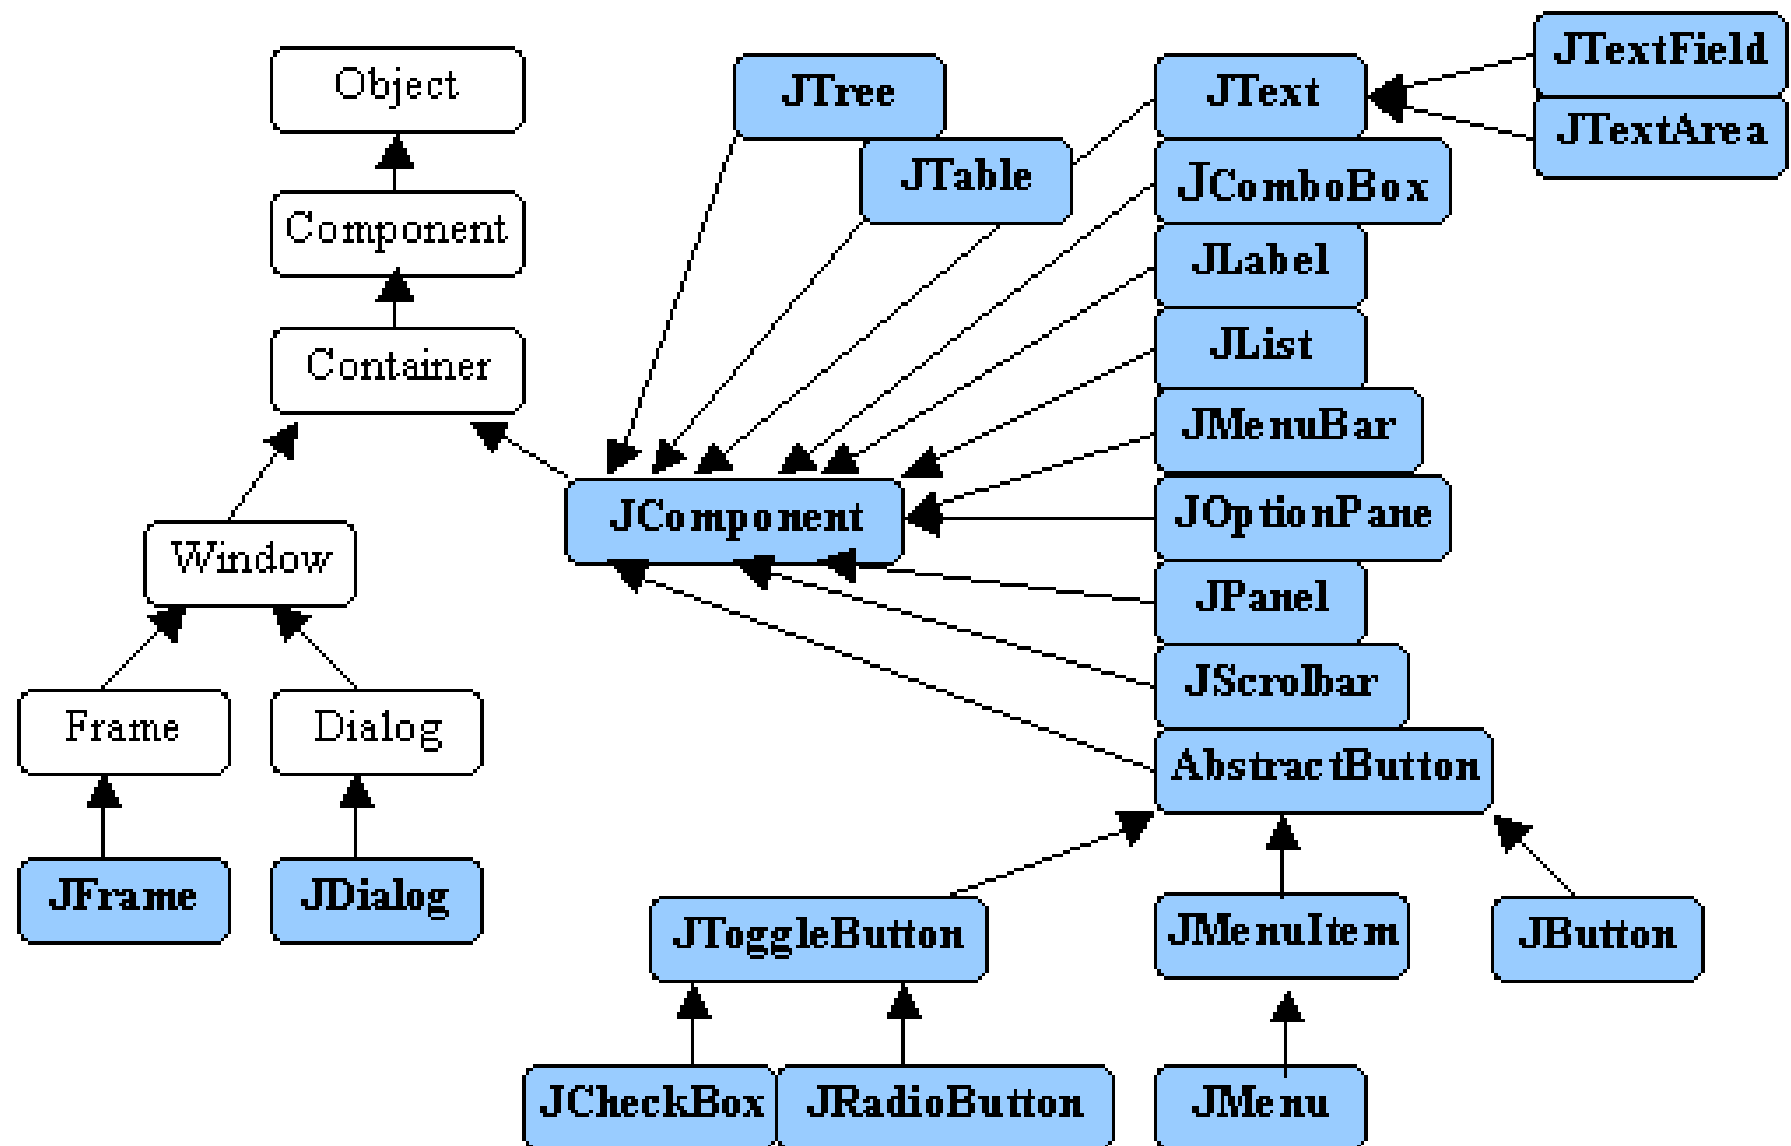 Object
Component
Container
Window
Frame
Dialog
JFrame
JDialog
JTree
JTable
JComponent
JText
JComboBox
JLabel
JList
JMenuBar
JOptionPane
JPanel
JScrollbar
AbstractButton
JTextField
JTextArea
JToggleButton
JMenuItem
JButton
JCheckBox
JRadioButton
JMenu